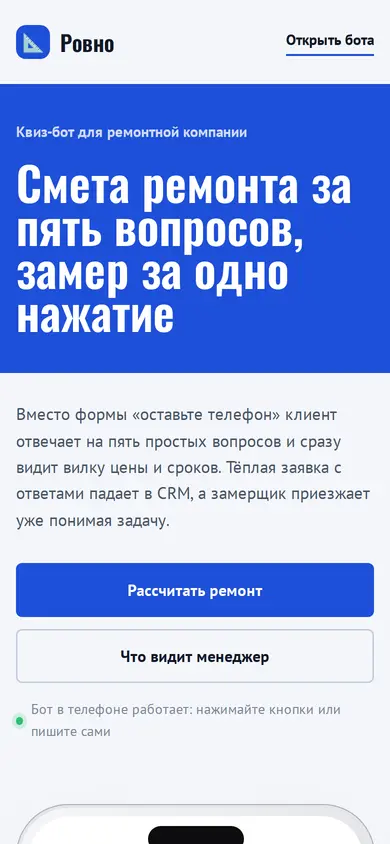 Ровно
Открыть бота
Квиз-бот для ремонтной компании
Смета ремонта за
пять вопросов,
замер за одно
нажатие
Вместо формы «оставьте телефон» клиент
отвечает на пять простых вопросов и сразу
видит вилку цены и сроков. Тёплая заявка с
ответами падает в CRM, а замерщик приезжает
уже понимая задачу.
Рассчитать ремонт
Что видит менеджер
Бот в телефоне работает: нажимайте кнопки или
пишите сами